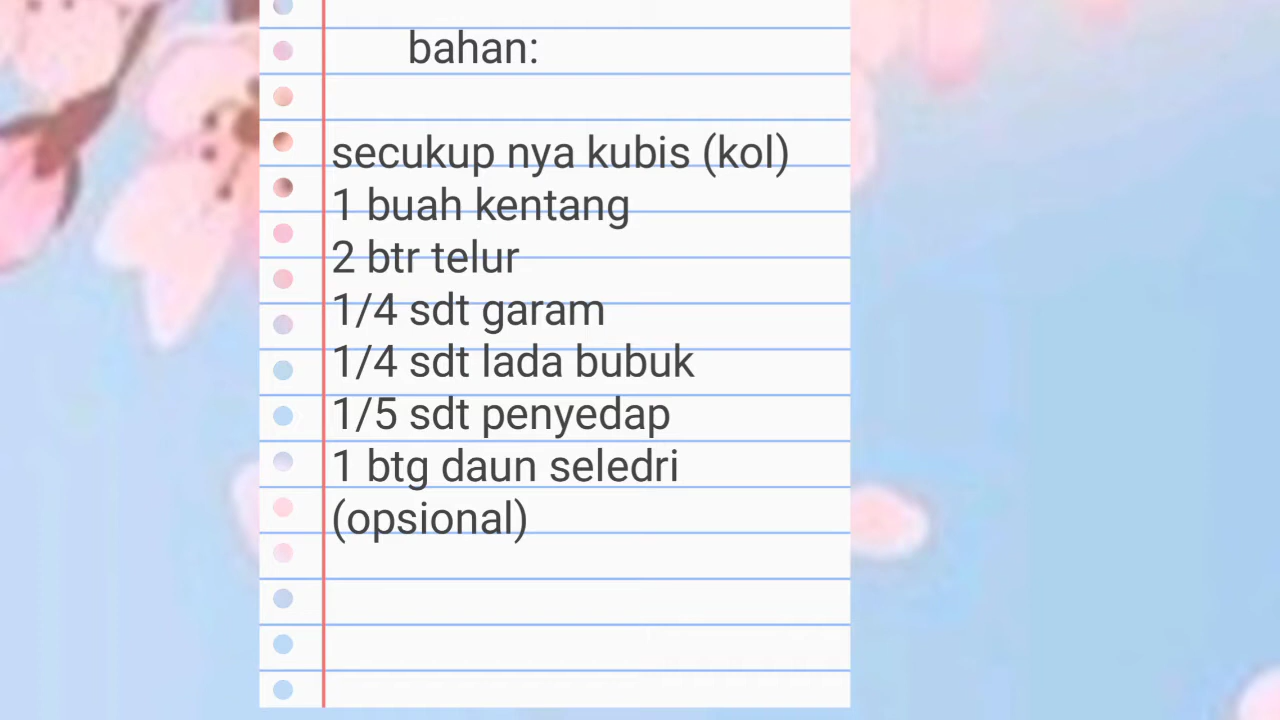 bahan:
secukup nya kubis (kol)
1 buah kentang
2 btr telur
1/4 sdt garam
1/4 sdt lada bubuk
1/5 sdt penyedap
1 btg daun seledri
(opsional)